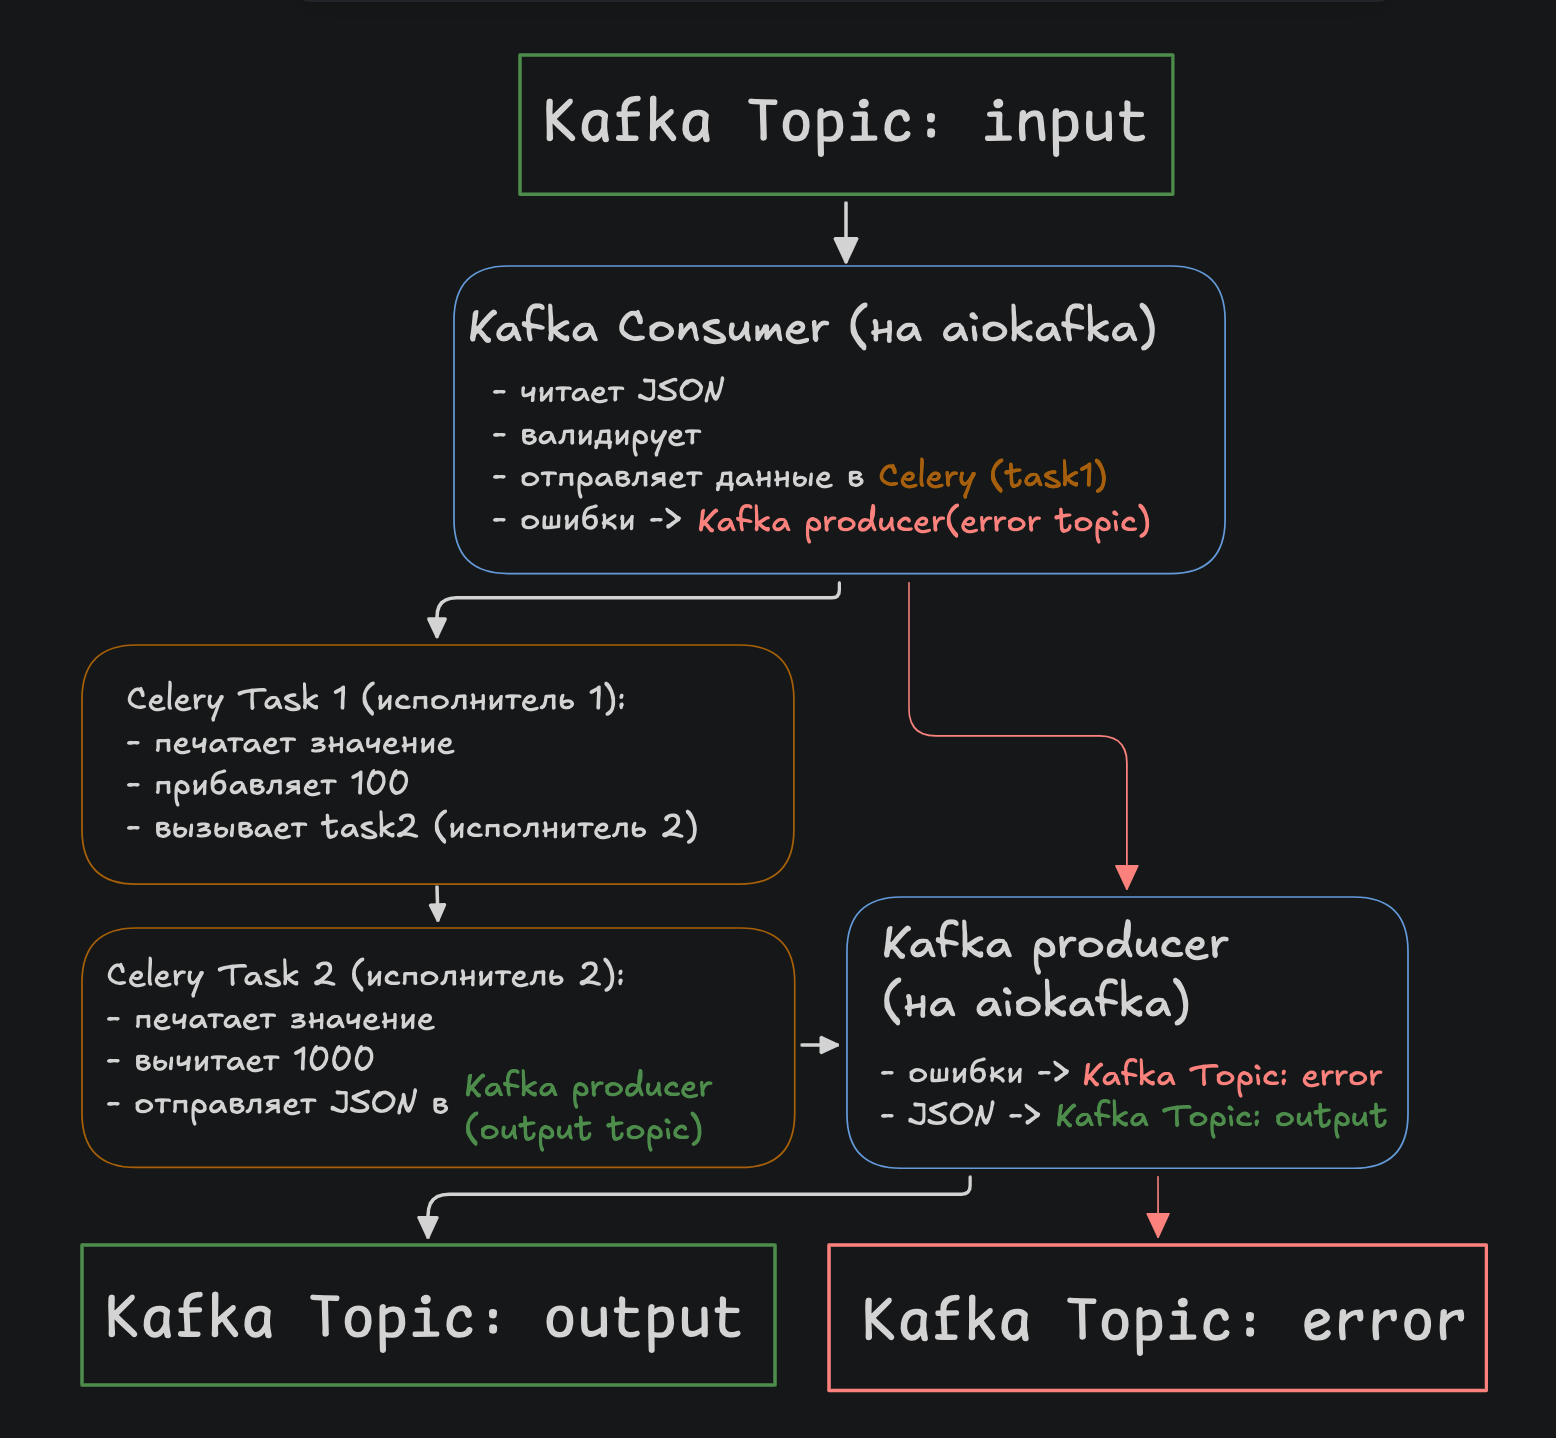 Kafka Topic: input
Kafka Consumer (на aiokafka)
- читает JSON
- валидирует
- отправляет данные в Celery (task1)
- ошибки -> Kafka producer(error topic)
Celery Task 1 (исполнитель 1):
- печатает значение
- прибавляет 100
- вызывает task2 (исполнитель 2)
Celery Task 2 (исполнитель 2):
- печатает значение
- вычитает 1000
- отправляет JSON в Kafka producer
(output topic)
Kafka producer
(на aiokafka)
- ошибки -> Kafka Topic: error
- JSON -> Kafka Topic: output
Kafka Topic: output
Kafka Topic: error